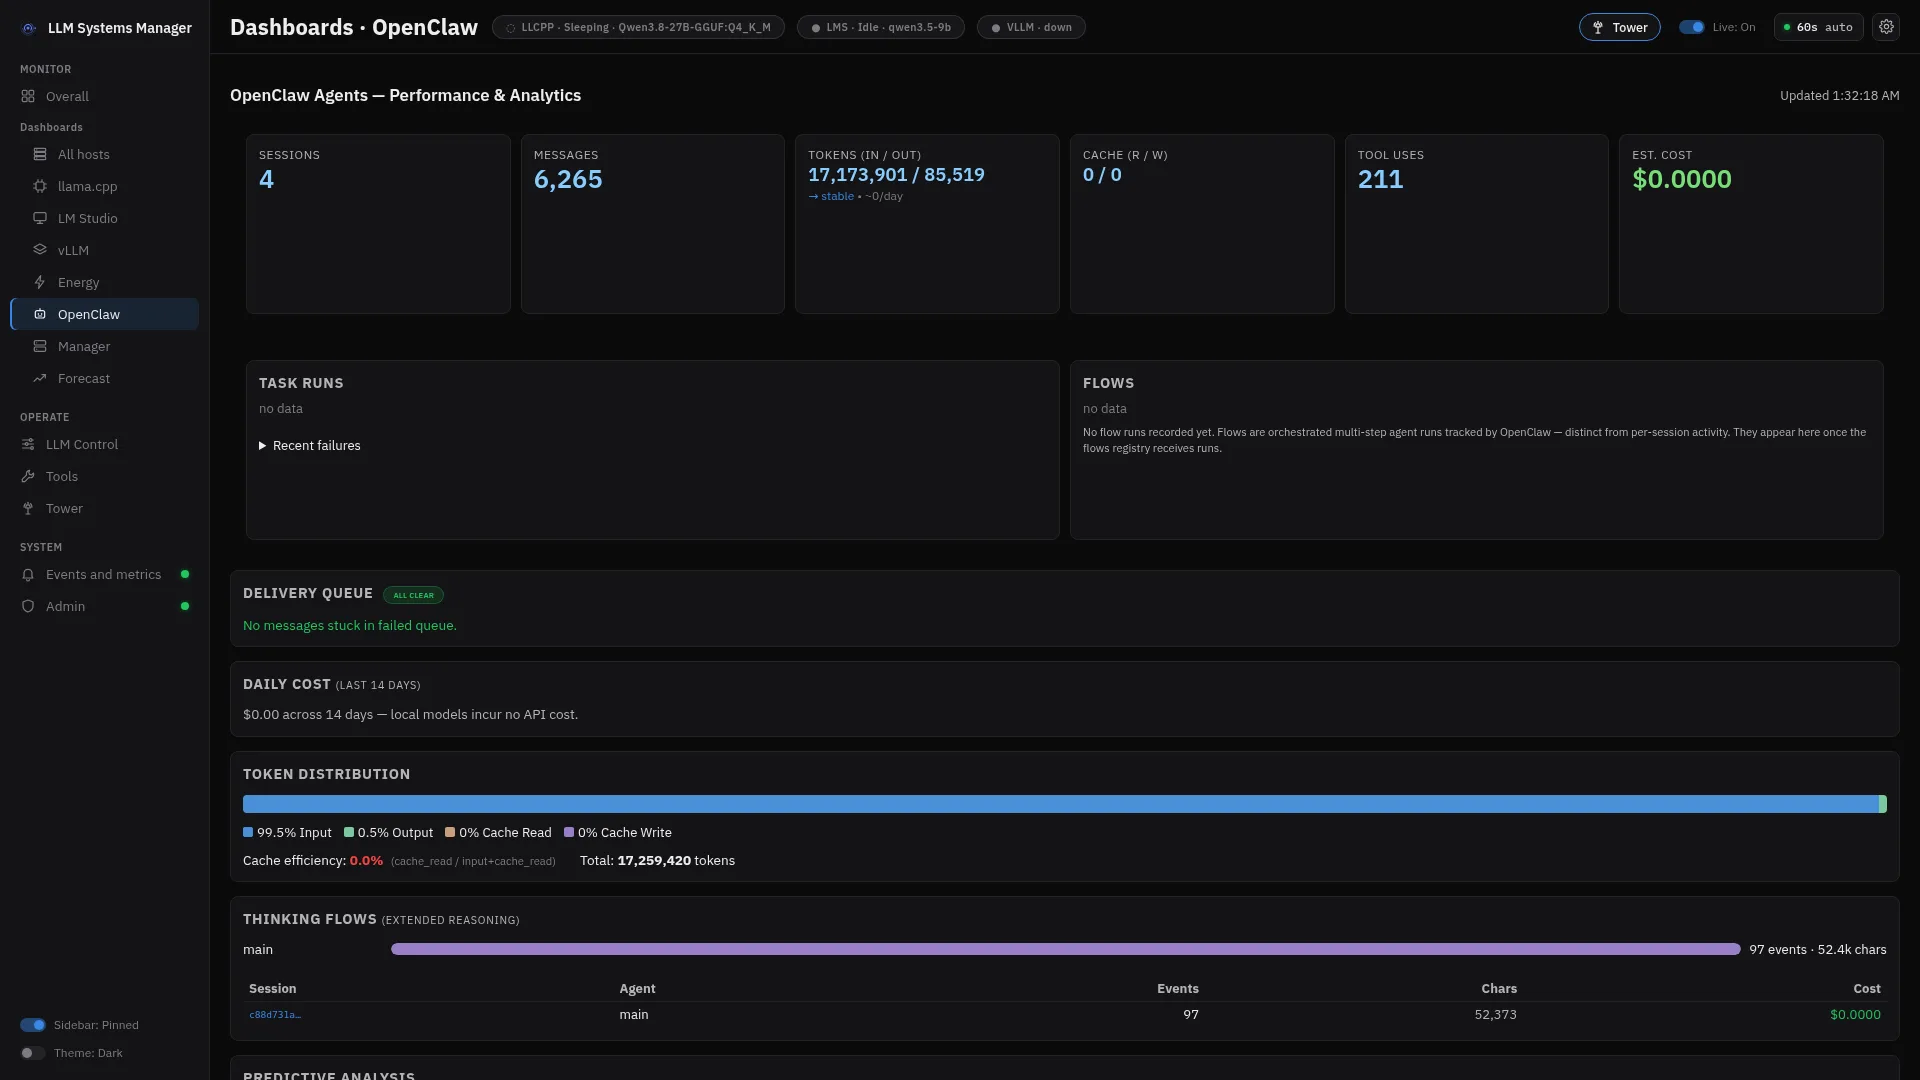 LLM Systems Manager
MONITOR
Overall
Dashboards
All hosts
llama.cpp
LM Studio
vLLM
Energy
OpenClaw
Manager
Forecast
OPERATE
LLM Control
Tools
Tower
SYSTEM
Events and metrics
Admin
Sidebar: Pinned
Theme: Dark
Dashboards · OpenClaw
LLCPP · Sleeping · Qwen3.8-27B-GGUF:Q4_K_M
LMS · Idle · qwen3.5-9b
VLLM · down
Tower
Live: On
60s auto
OpenClaw Agents — Performance & Analytics
Updated 1:32:18 AM
SESSIONS
4
MESSAGES
6,265
TOKENS (IN / OUT)
17,173,901 / 85,519
→ stable • ~0/day
CACHE (R / W)
0 / 0
TOOL USES
211
EST. COST
$0.0000
TASK RUNS
no data
▶ Recent failures
FLOWS
no data
No flow runs recorded yet. Flows are orchestrated multi-step agent runs tracked by OpenClaw — distinct from per-session activity. They appear here once the
flows registry receives runs.
DELIVERY QUEUE ALL CLEAR
No messages stuck in failed queue.
DAILY COST (LAST 14 DAYS)
$0.00 across 14 days — local models incur no API cost.
TOKEN DISTRIBUTION
99.5% Input 0.5% Output 0% Cache Read 0% Cache Write
Cache efficiency: 0.0% (cache_read / input+cache_read) Total: 17,259,420 tokens
THINKING FLOWS (EXTENDED REASONING)
main 97 events · 52.4k chars
Session Agent Events Chars Cost
c88d731a… main 97 52,373 $0.0000
PREDICTIVE ANALYSIS